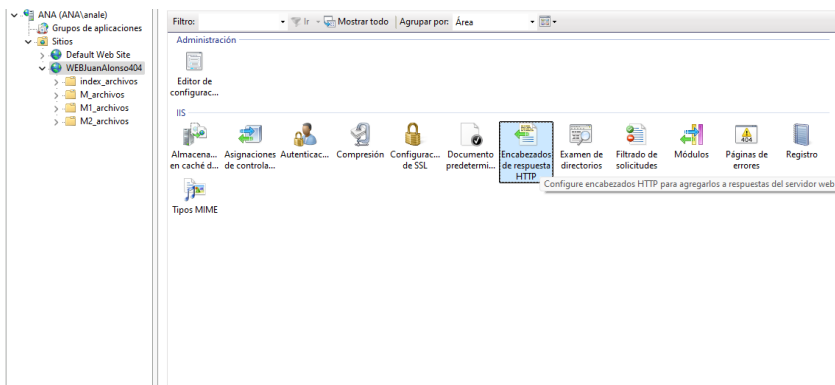 ANA (ANA\anale)
Grupos de aplicaciones
Sitios
Default Web Site
WEBJuanAlonso404
index_archivos
M_archivos
M1_archivos
M2_archivos
Filtro: Ir Mostrar todo Agrupar por: Área
Administración
Editor de
configurac...
IIS
Almacena... Asignaciones Autenticac... Compresión Configurac... Documento Encabezados Examen de Filtrado de Módulos Páginas de Registro
en caché d... de controla... de SSL predetermi... de respuesta directorios solicitudes errores
HTTP
Configure encabezados HTTP para agregarlos a respuestas del servidor web
Tipos MIME